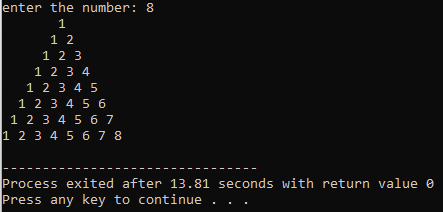 enter the number: 8
1
1 2
1 2 3
1 2 3 4
1 2 3 4 5
1 2 3 4 5 6
1 2 3 4 5 6 7
1 2 3 4 5 6 7 8
--------------------------------
Process exited after 13.81 seconds with return value 0
Press any key to continue . . .